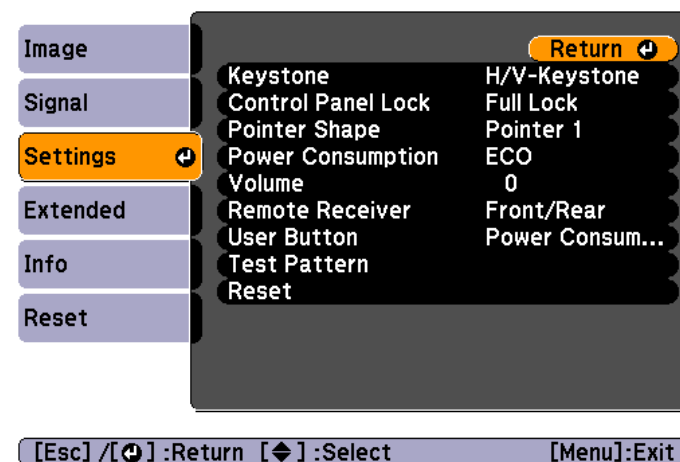 Image
Signal
Settings
Extended
Info
Reset
Return
Keystone H/V-Keystone
Control Panel Lock Full Lock
Pointer Shape Pointer 1
Power Consumption ECO
Volume 0
Remote Receiver Front/Rear
User Button Power Consum...
Test Pattern
Reset
[Esc] /[⏎] :Return [◆] :Select [Menu]:Exit